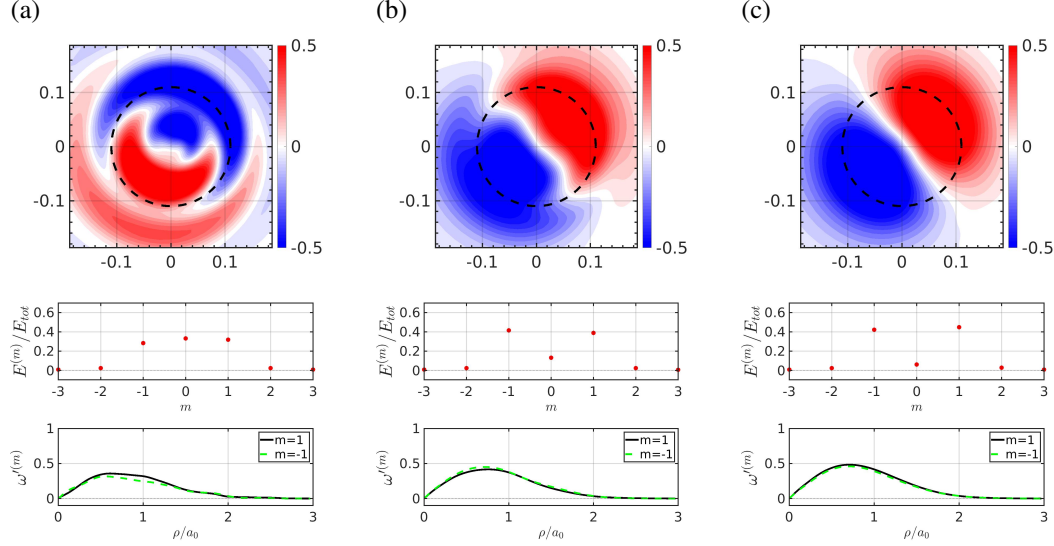 (a) (b) (c)
0.5 0.5 0.5
0.1 0.1 0.1
0 0 0 0 0 0
-0.1 -0.1 -0.1
-0.5 -0.5 -0.5
-0.1 0 0.1 -0.1 0 0.1 -0.1 0 0.1
E^{(m)}/E_{tot} E^{(m)}/E_{tot} E^{(m)}/E_{tot}
0.6 0.6 0.6
0.4 0.4 0.4
0.2 0.2 0.2
0 0 0
-3 -2 -1 0 1 2 3 -3 -2 -1 0 1 2 3 -3 -2 -1 0 1 2 3
m m m
ω′^{(m)} ω′^{(m)} ω′^{(m)}
1 1 1
m=1 m=1 m=1
m=-1 m=-1 m=-1
0.5 0.5 0.5
0 0 0
0 1 2 3 0 1 2 3 0 1 2 3
ρ/a_0 ρ/a_0 ρ/a_0